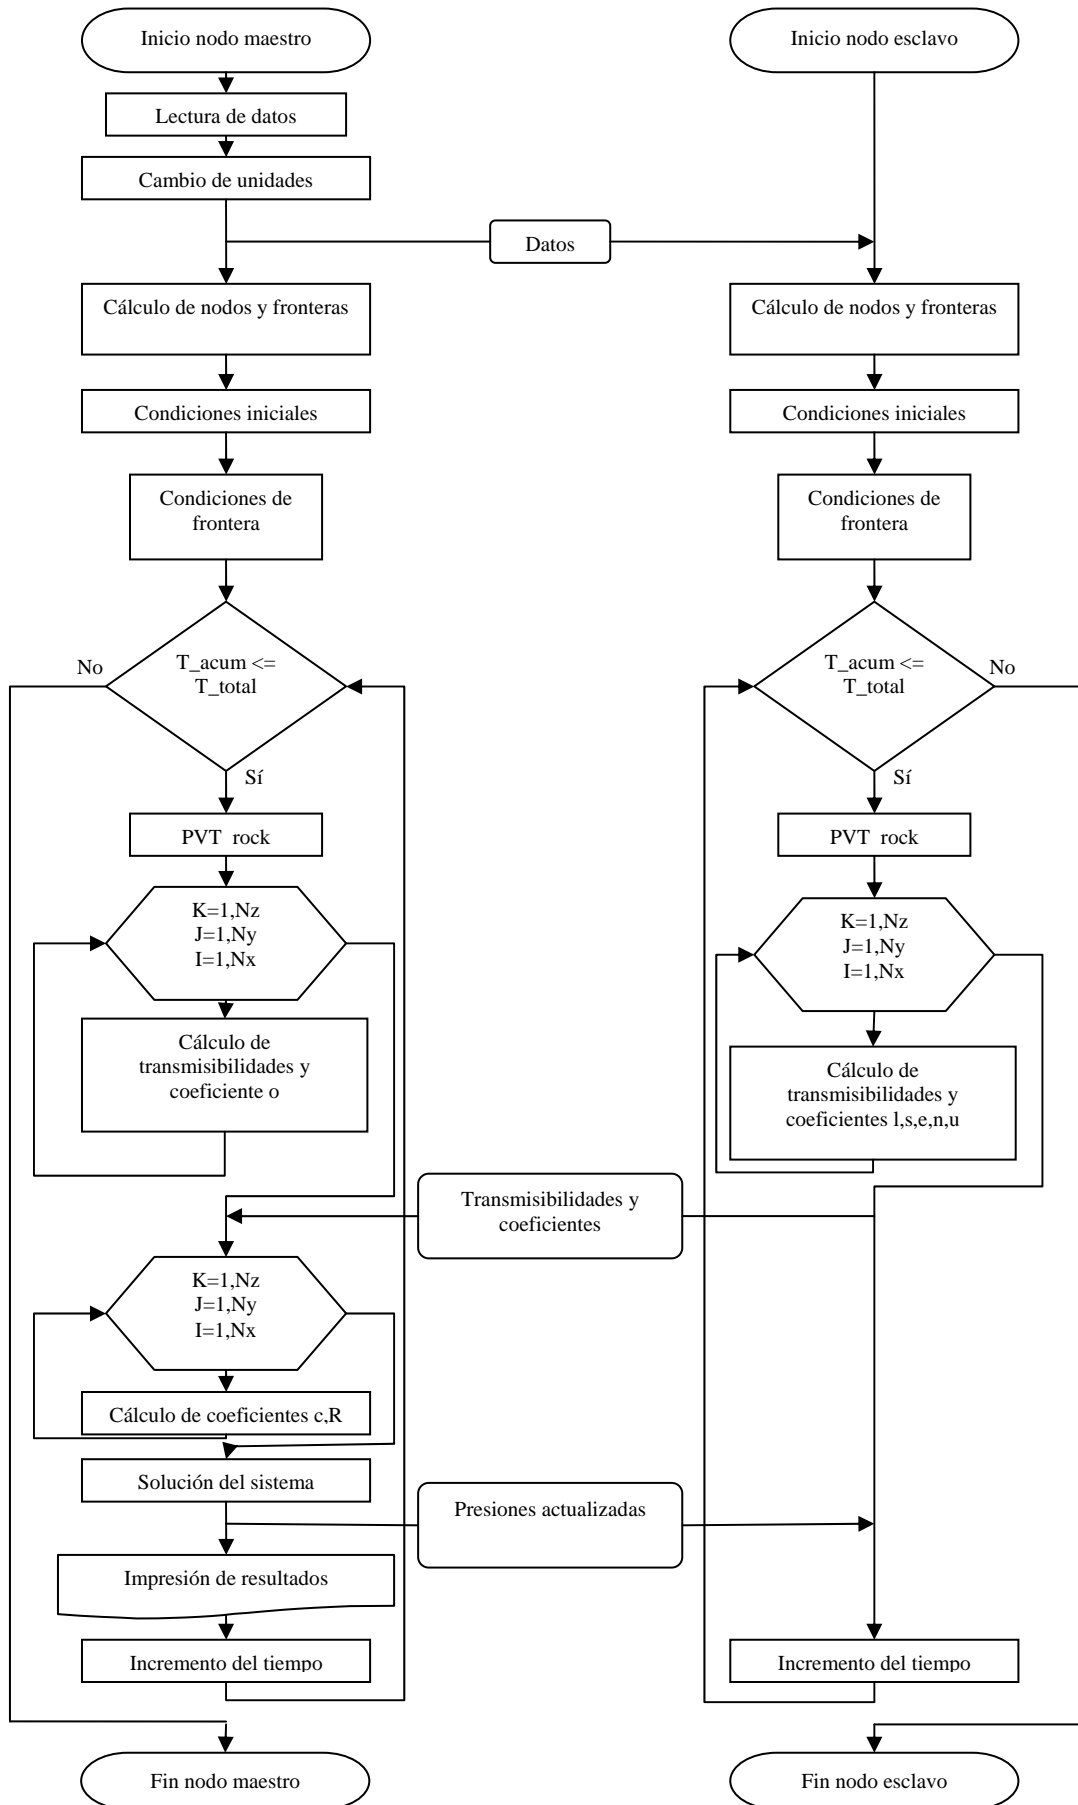 Inicio nodo maestro
Inicio nodo esclavo
Lectura de datos
Cambio de unidades
Datos
Cálculo de nodos y fronteras
Cálculo de nodos y fronteras
Condiciones iniciales
Condiciones iniciales
Condiciones de
frontera
Condiciones de
frontera
No
T_acum <=
T_total
T_acum <=
T_total
No
Sí
Sí
PVT rock
PVT rock
K=1,Nz
J=1,Ny
I=1,Nx
K=1,Nz
J=1,Ny
I=1,Nx
Cálculo de
transmisibilidades y
coeficiente o
Cálculo de
transmisibilidades y
coeficientes l,s,e,n,u
Transmisibilidades y
coeficientes
K=1,Nz
J=1,Ny
I=1,Nx
Cálculo de coeficientes c,R
Solución del sistema
Presiones actualizadas
Impresión de resultados
Incremento del tiempo
Incremento del tiempo
Fin nodo maestro
Fin nodo esclavo